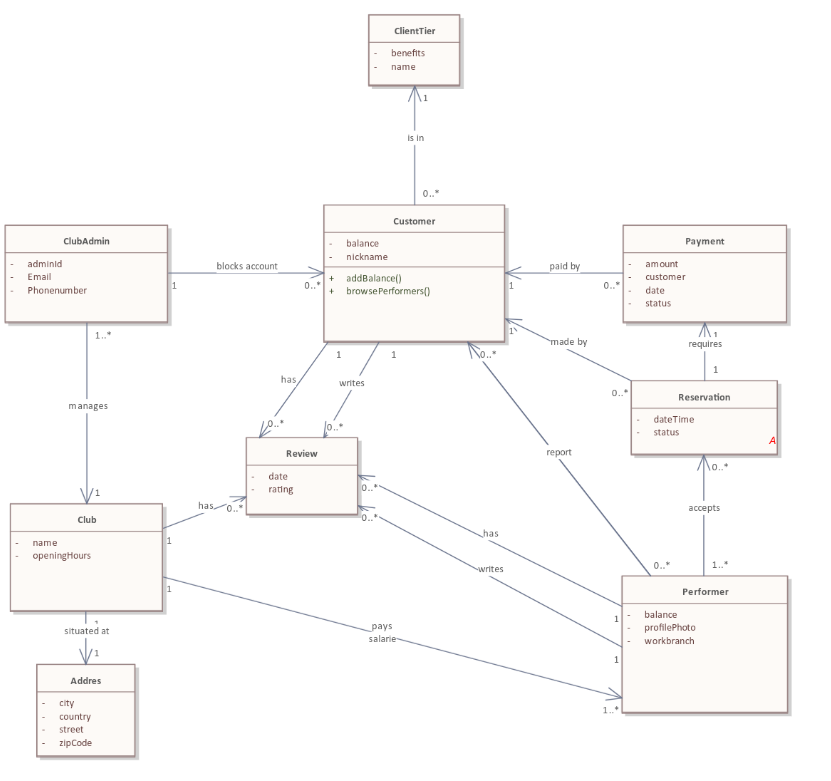 ClientTier
- benefits
- name
1
is in
0..*
ClubAdmin
- adminId
- Email
- Phonenumber
blocks account
1
0..*
Customer
- balance
- nickname
+ addBalance()
+ browsePerformers()
paid by
1
0..*
Payment
- amount
- customer
- date
- status
1
requires
1
made by
1
0..*
Reservation
- dateTime
- status
A
1..*
manages
1
1
has
0..*
1
writes
0..*
0..*
report
0..*
0..*
accepts
1..*
Review
- date
- rating
Club
- name
- openingHours
has
1
0..*
0..*
has
1
0..*
writes
1
1
pays
salarie
1..*
Performer
- balance
- profilePhoto
- workbranch
situated at
1
Addres
- city
- country
- street
- zipCode